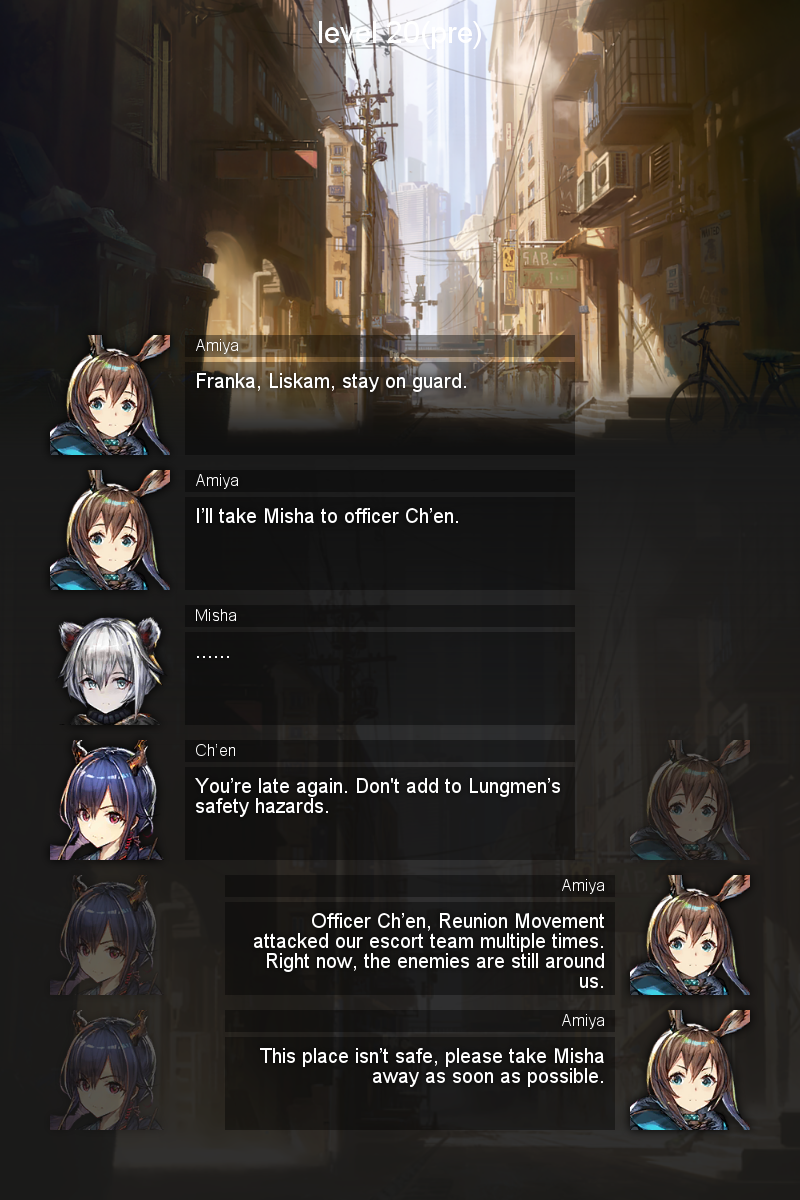 level 20(pre)
Amiya
Franka, Liskam, stay on guard.
Amiya
I'll take Misha to officer Ch'en.
Misha
......
Ch'en
You're late again. Don't add to Lungmen's
safety hazards.
Amiya
Officer Ch'en, Reunion Movement
attacked our escort team multiple times.
Right now, the enemies are still around
us.
Amiya
This place isn't safe, please take Misha
away as soon as possible.